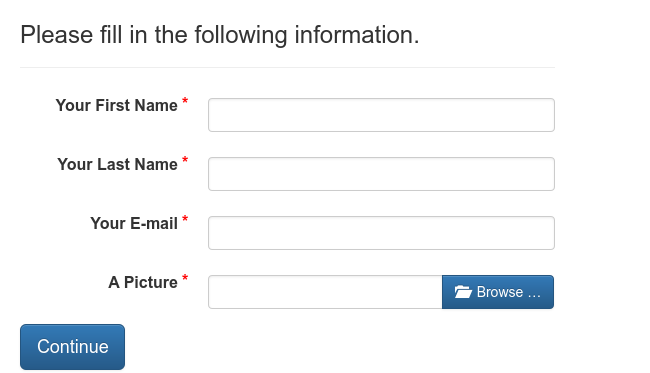 Please fill in the following information.
Your First Name *
Your Last Name *
Your E-mail *
A Picture *
Browse …
Continue